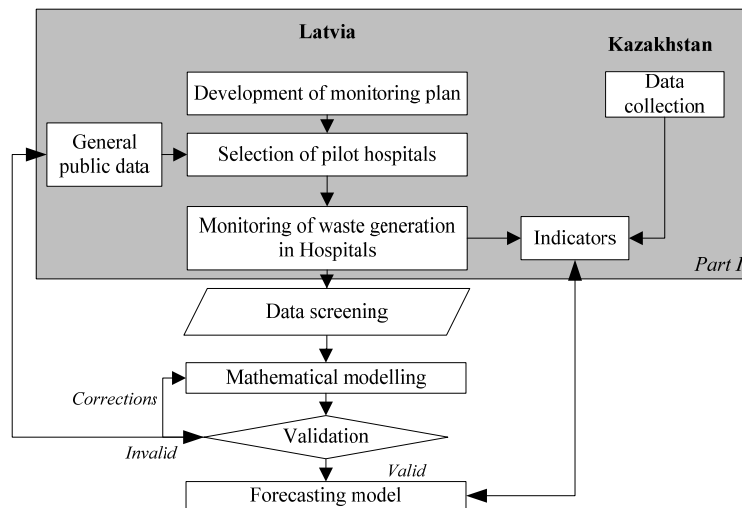 Latvia
Kazakhstan
Development of monitoring plan
Data
collection
General
public data
Selection of pilot hospitals
Monitoring of waste generation
in Hospitals
Indicators
Part I
Data screening
Mathematical modelling
Corrections
Validation
Invalid
Valid
Forecasting model